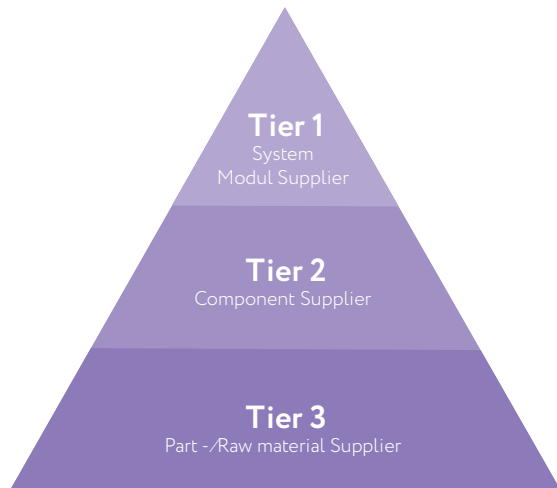 Tier 1
System
Modul Supplier
Tier 2
Component Supplier
Tier 3
Part -/Raw material Supplier